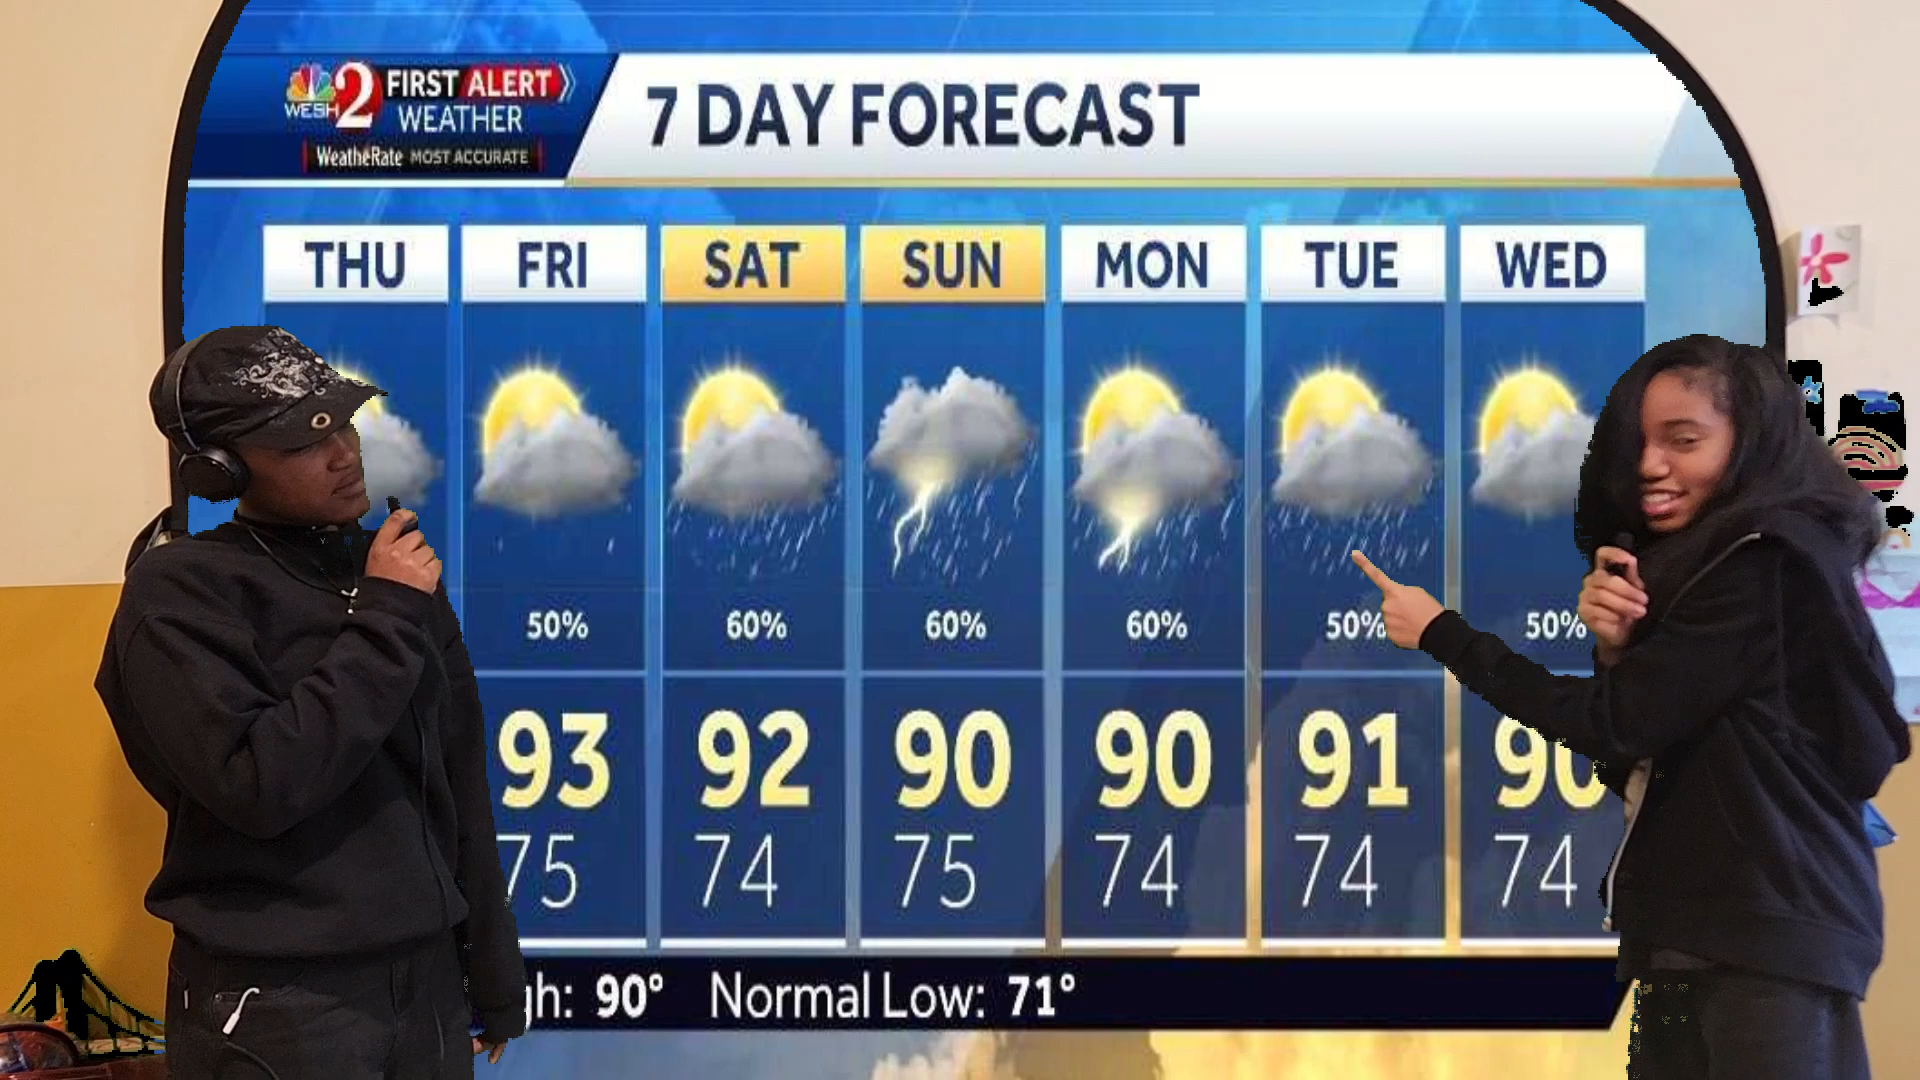 WESH 2 FIRST ALERT
WEATHER
WeatheRate MOST ACCURATE
7 DAY FORECAST
THU FRI SAT SUN MON TUE WED
50% 60% 60% 60% 50% 50%
93 92 90 90 91 90
75 74 75 74 74 74
gh: 90° Normal Low: 71°